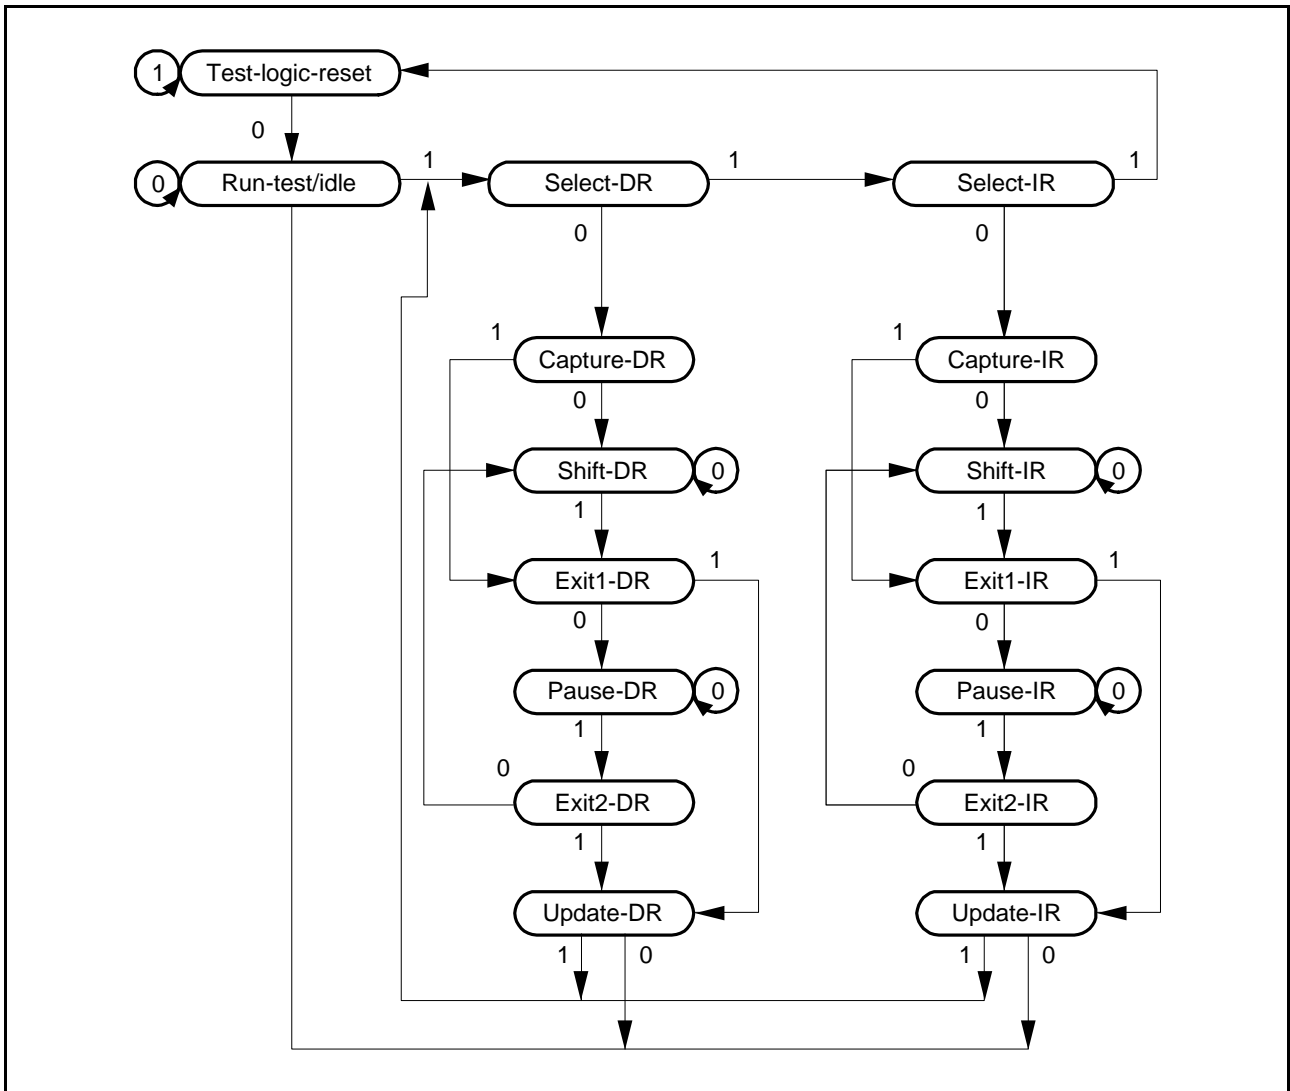 1 Test-logic-reset
0
0 Run-test/idle 1 Select-DR 1 Select-IR 1
0 0
1 1
Capture-DR Capture-IR
0 0
Shift-DR 0 Shift-IR 0
1 1
Exit1-DR 1 Exit1-IR 1
0 0
Pause-DR 0 Pause-IR 0
1 1
0 0
Exit2-DR Exit2-IR
1 1
Update-DR Update-IR
1 0 1 0